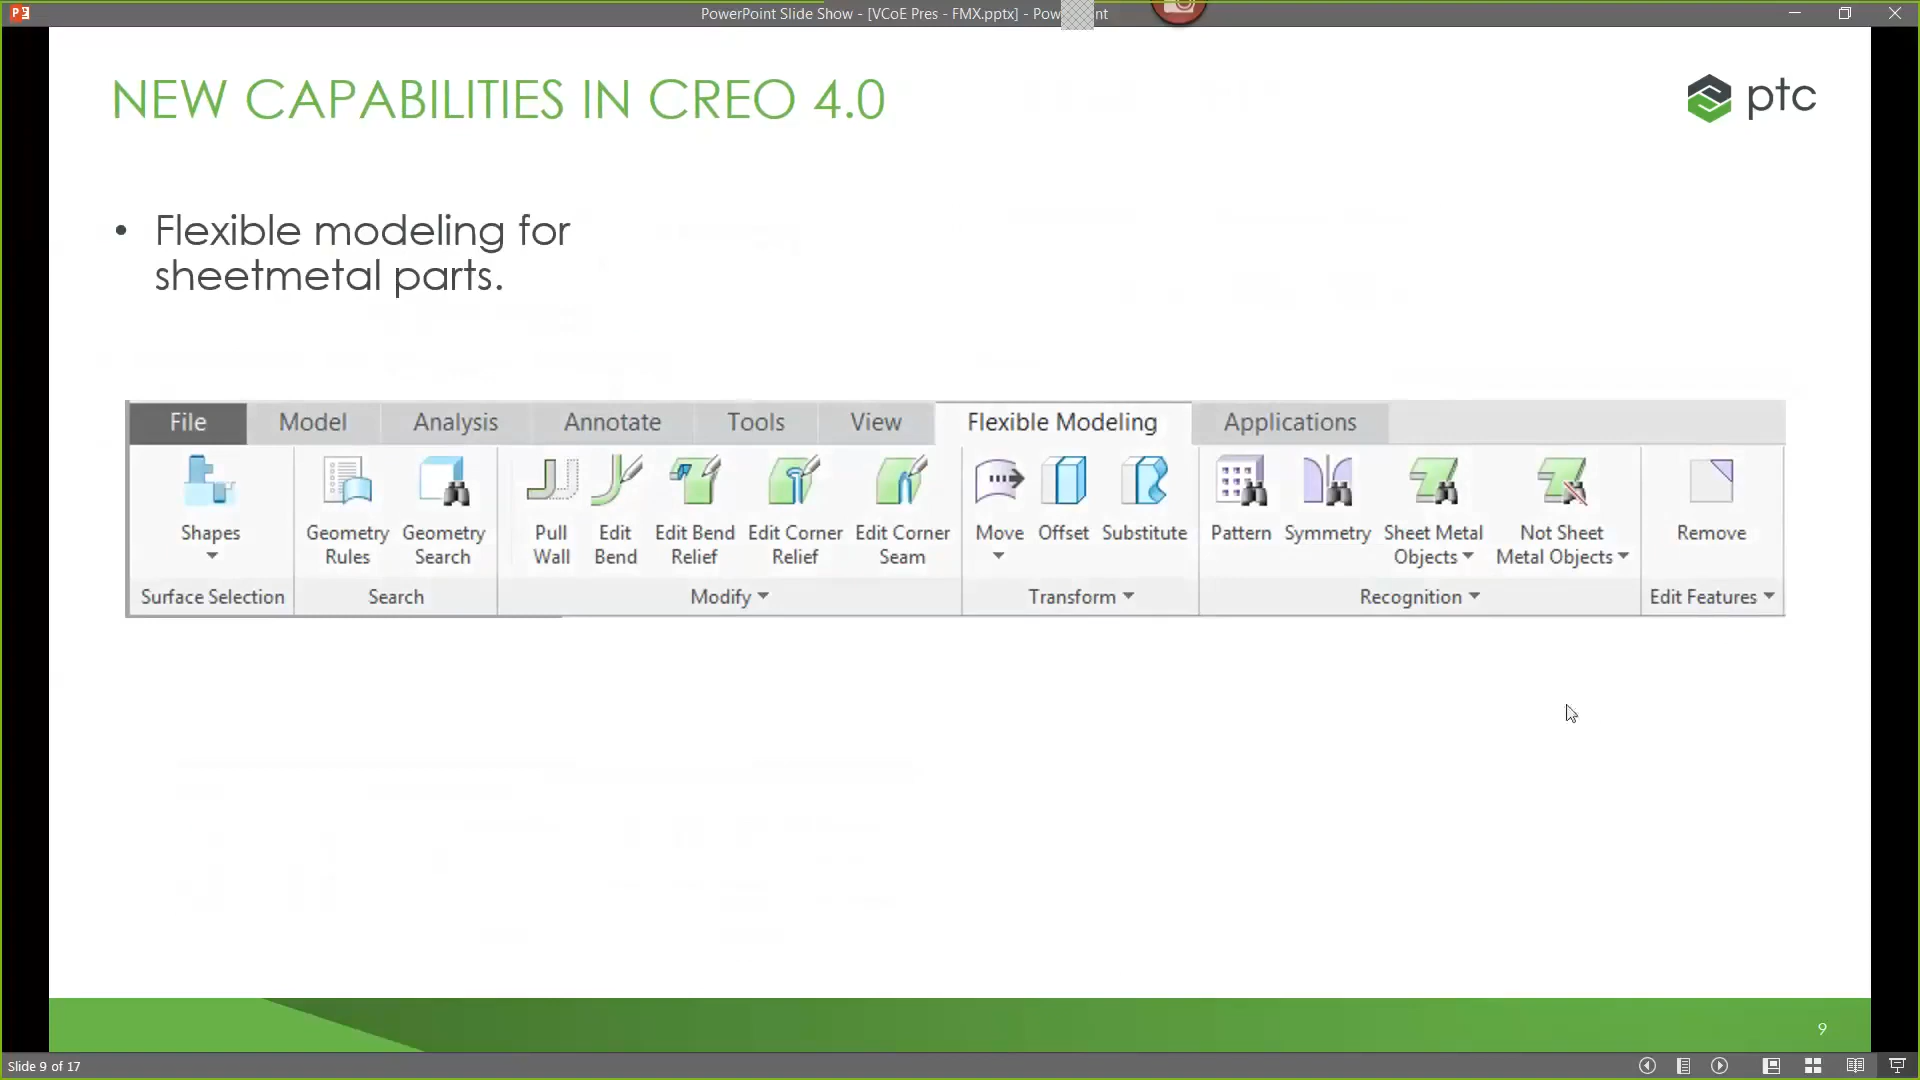 PowerPoint Slide Show - [VCoE Pres - FMX.pptx] - Pow nt
NEW CAPABILITIES IN CREO 4.0
ptc
• Flexible modeling for
sheetmetal parts.
File Model Analysis Annotate Tools View Flexible Modeling Applications
Shapes
Geometry
Rules
Geometry
Search
Pull
Wall
Edit
Bend
Edit Bend
Relief
Edit Corner
Relief
Edit Corner
Seam
Move
Offset
Substitute
Pattern
Symmetry
Sheet Metal
Objects
Not Sheet
Metal Objects
Remove
Surface Selection Search Modify Transform Recognition Edit Features
9
Slide 9 of 17